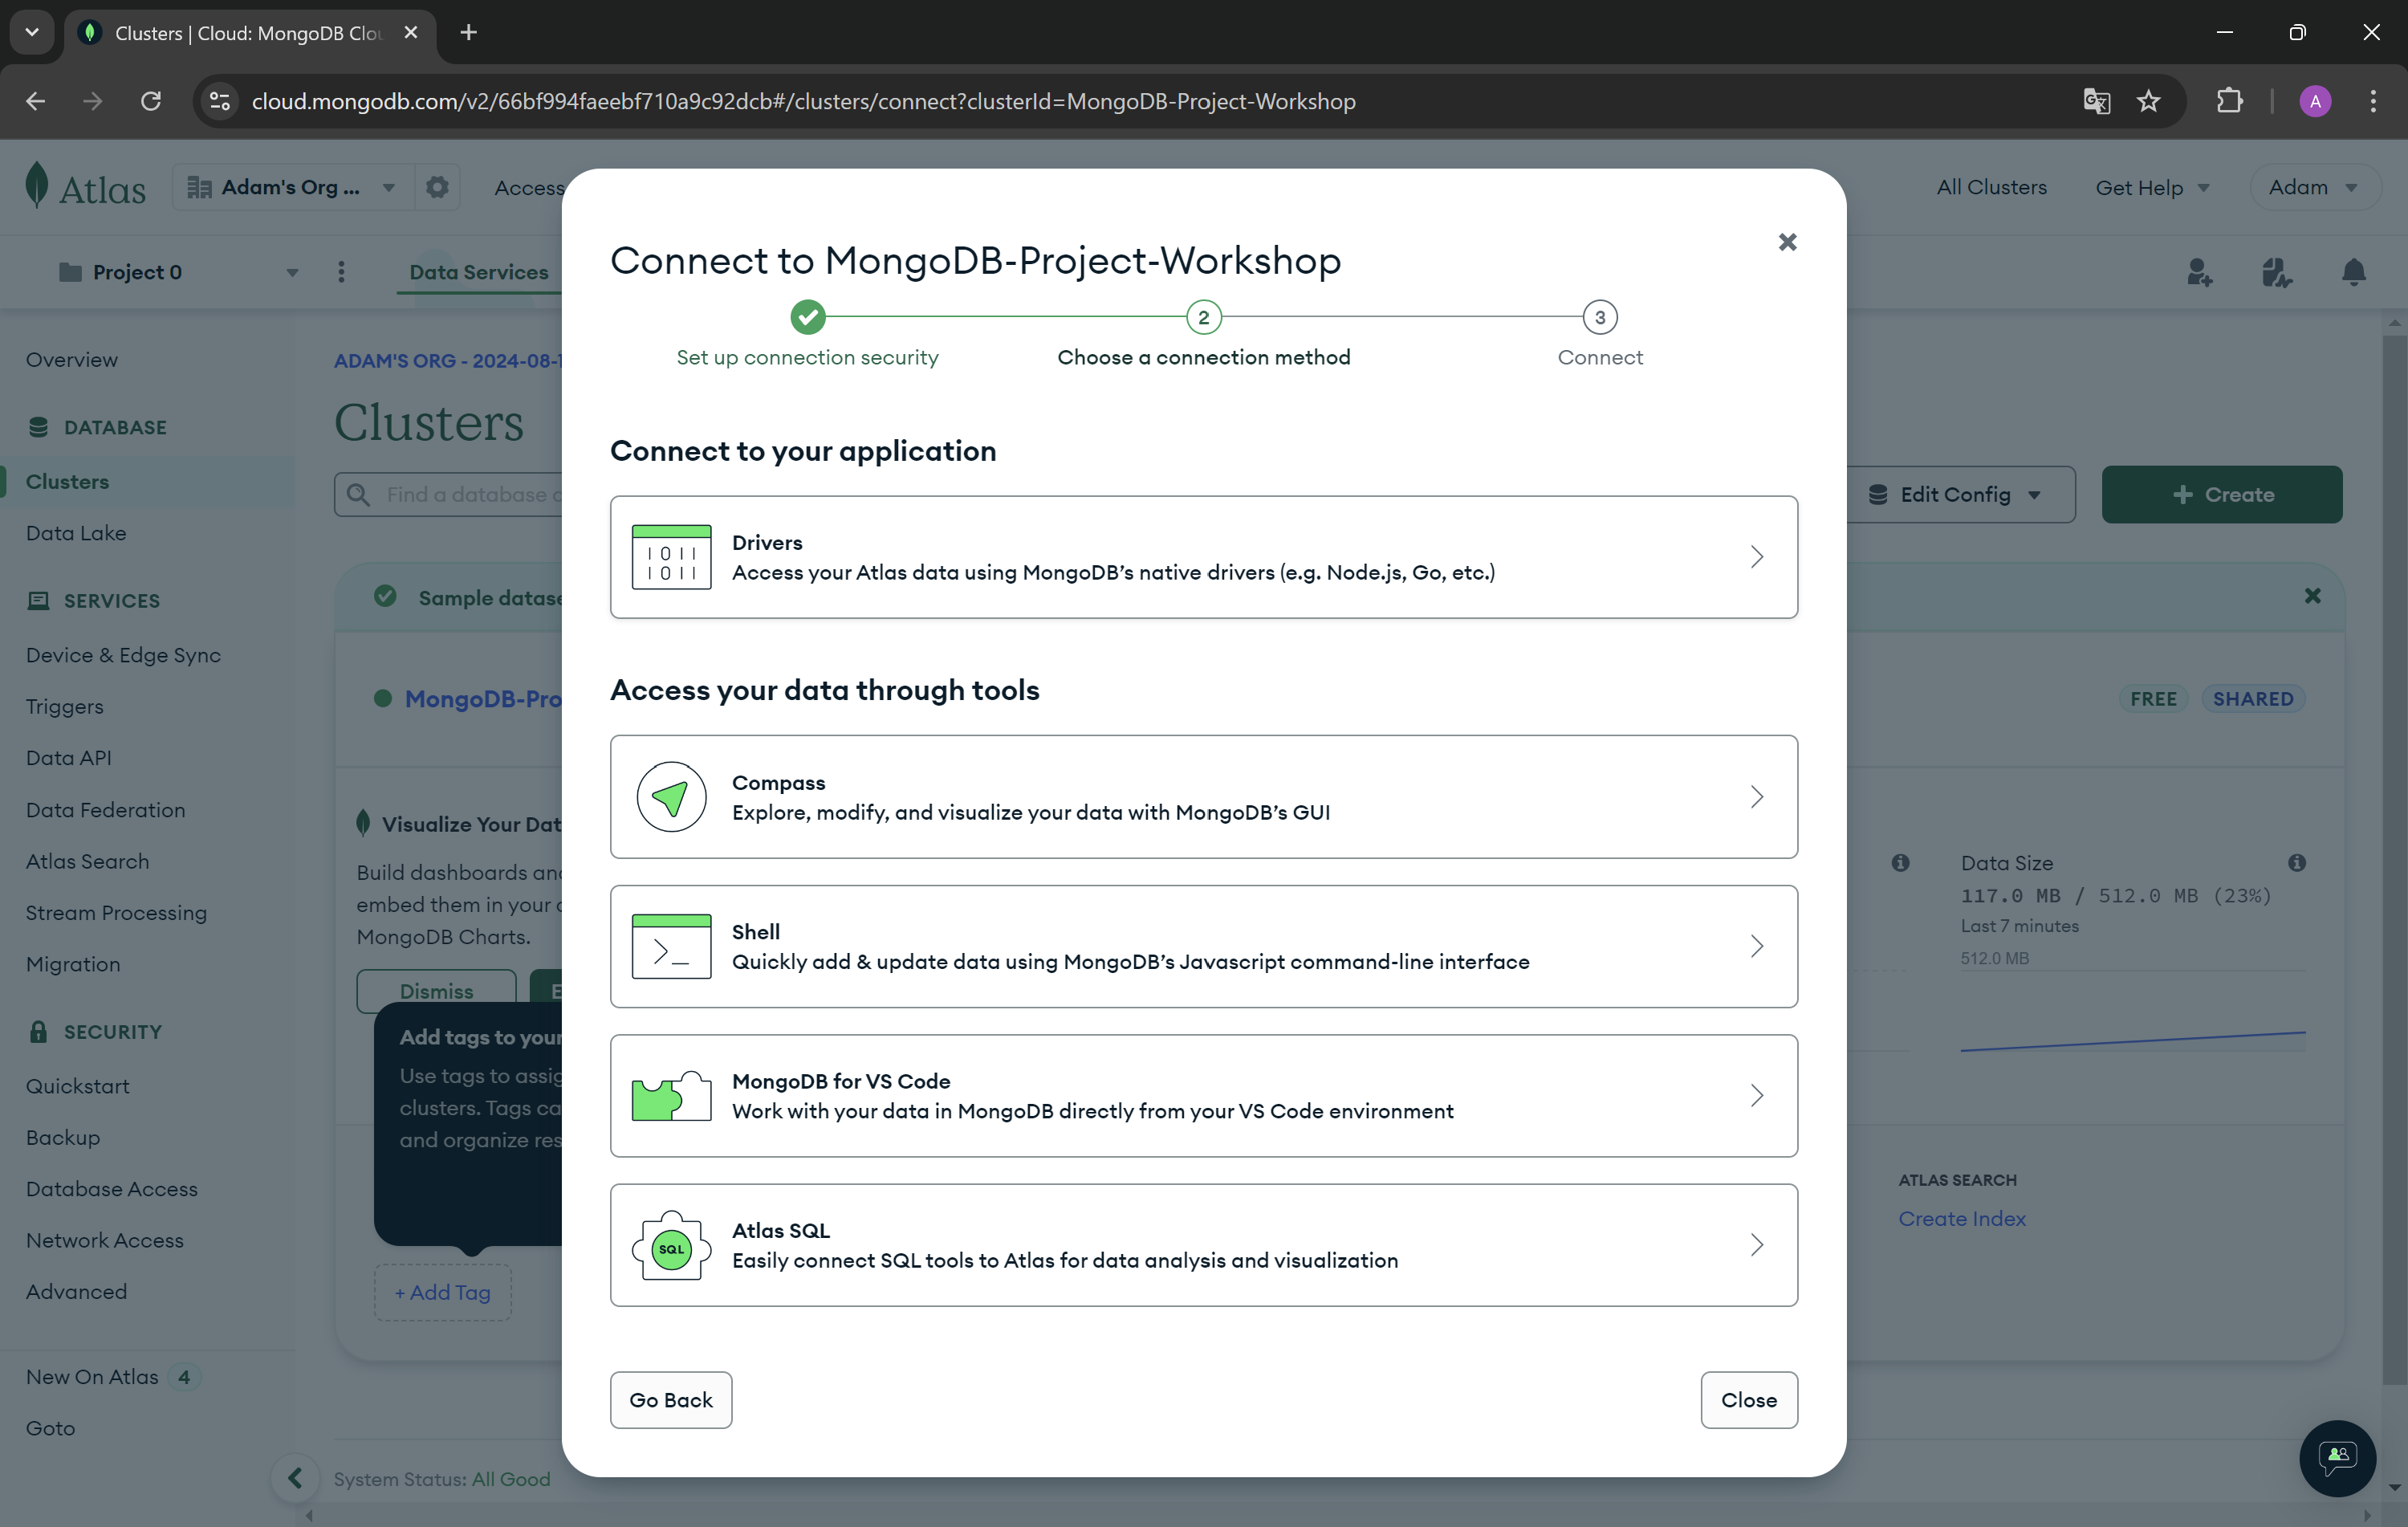 Clusters | Cloud: MongoDB Clou
cloud.mongodb.com/v2/66bf994faeebf710a9c92dcb#/clusters/connect?clusterId=MongoDB-Project-Workshop
A
Atlas
Adam's Org ...
Access
All Clusters
Get Help
Adam
Project 0
Data Services
Overview
DATABASE
Clusters
Data Lake
SERVICES
Device & Edge Sync
Triggers
Data API
Data Federation
Atlas Search
Stream Processing
Migration
SECURITY
Quickstart
Backup
Database Access
Network Access
Advanced
New On Atlas 4
Goto
ADAM'S ORG - 2024-08-1
Clusters
Find a database
Edit Config
+ Create
Sample datase
MongoDB-Pro
FREE
SHARED
Visualize Your Dat
Build dashboards and
embed them in your
MongoDB Charts.
Dismiss
E
Add tags to your
Use tags to assig
clusters. Tags ca
and organize res
+ Add Tag
Data Size
117.0 MB / 512.0 MB (23%)
Last 7 minutes
512.0 MB
ATLAS SEARCH
Create Index
System Status: All Good
Connect to MongoDB-Project-Workshop
2
3
Set up connection security
Choose a connection method
Connect
Connect to your application
Drivers
Access your Atlas data using MongoDB’s native drivers (e.g. Node.js, Go, etc.)
Access your data through tools
Compass
Explore, modify, and visualize your data with MongoDB’s GUI
Shell
Quickly add & update data using MongoDB’s Javascript command-line interface
MongoDB for VS Code
Work with your data in MongoDB directly from your VS Code environment
SQL
Atlas SQL
Easily connect SQL tools to Atlas for data analysis and visualization
Go Back
Close